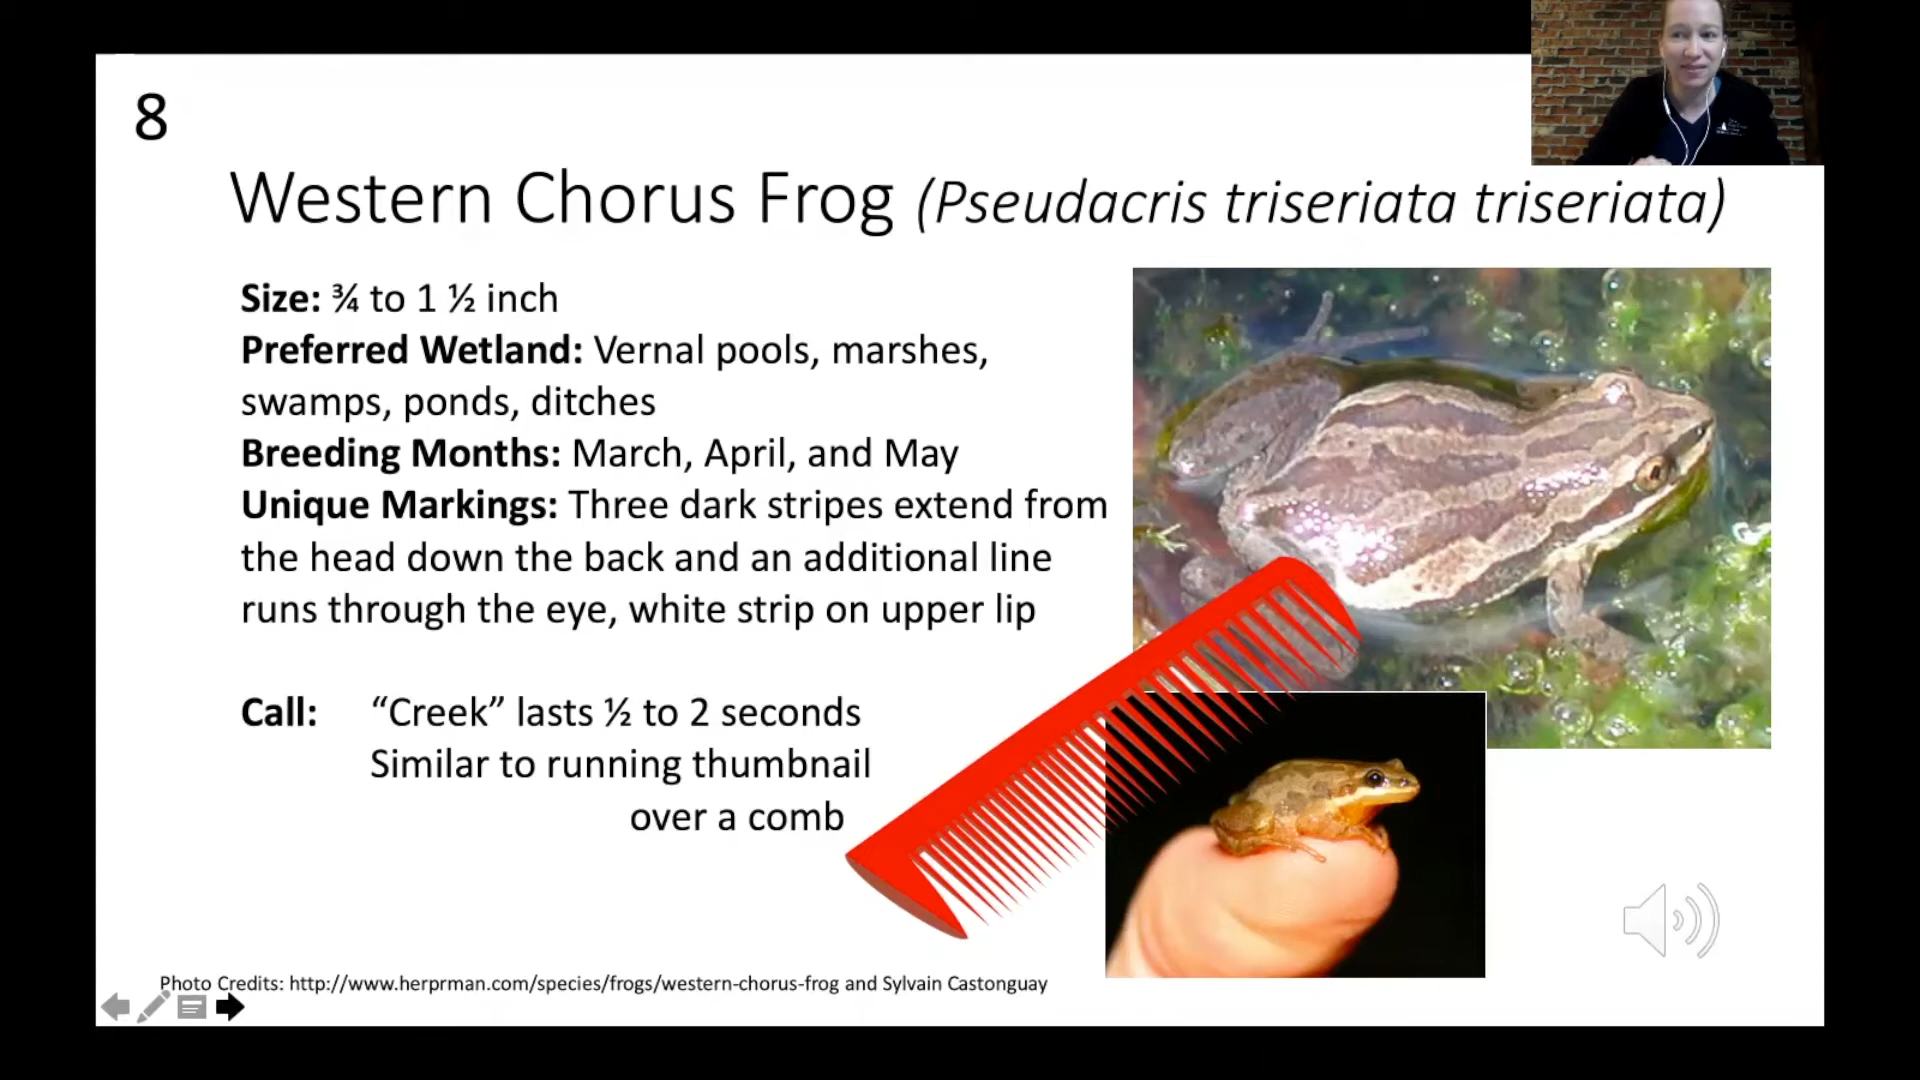 8
Western Chorus Frog (Pseudacris triseriata triseriata)
Size: ¾ to 1 ½ inch
Preferred Wetland: Vernal pools, marshes,
swamps, ponds, ditches
Breeding Months: March, April, and May
Unique Markings: Three dark stripes extend from
the head down the back and an additional line
runs through the eye, white strip on upper lip
Call: “Creek” lasts ½ to 2 seconds
Similar to running thumbnail
over a comb
Photo Credits: http://www.herprman.com/species/frogs/western-chorus-frog and Sylvain Castonguay